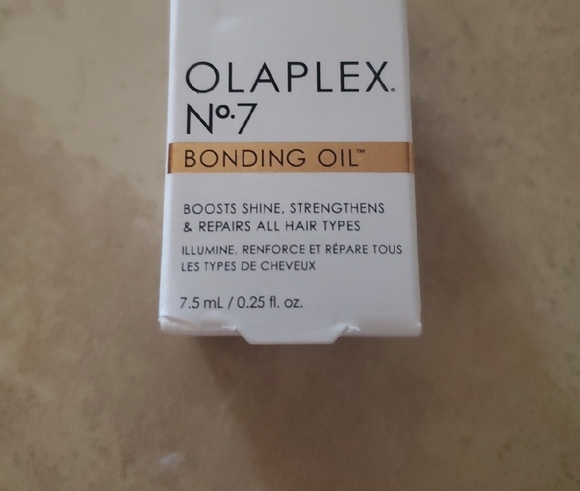 OLAPLEX.
Nº.7
BONDING OIL™
BOOSTS SHINE, STRENGTHENS
& REPAIRS ALL HAIR TYPES
ILLUMINE, RENFORCE ET RÉPARE TOUS
LES TYPES DE CHEVEUX
7.5 mL / 0.25 fl. oz.